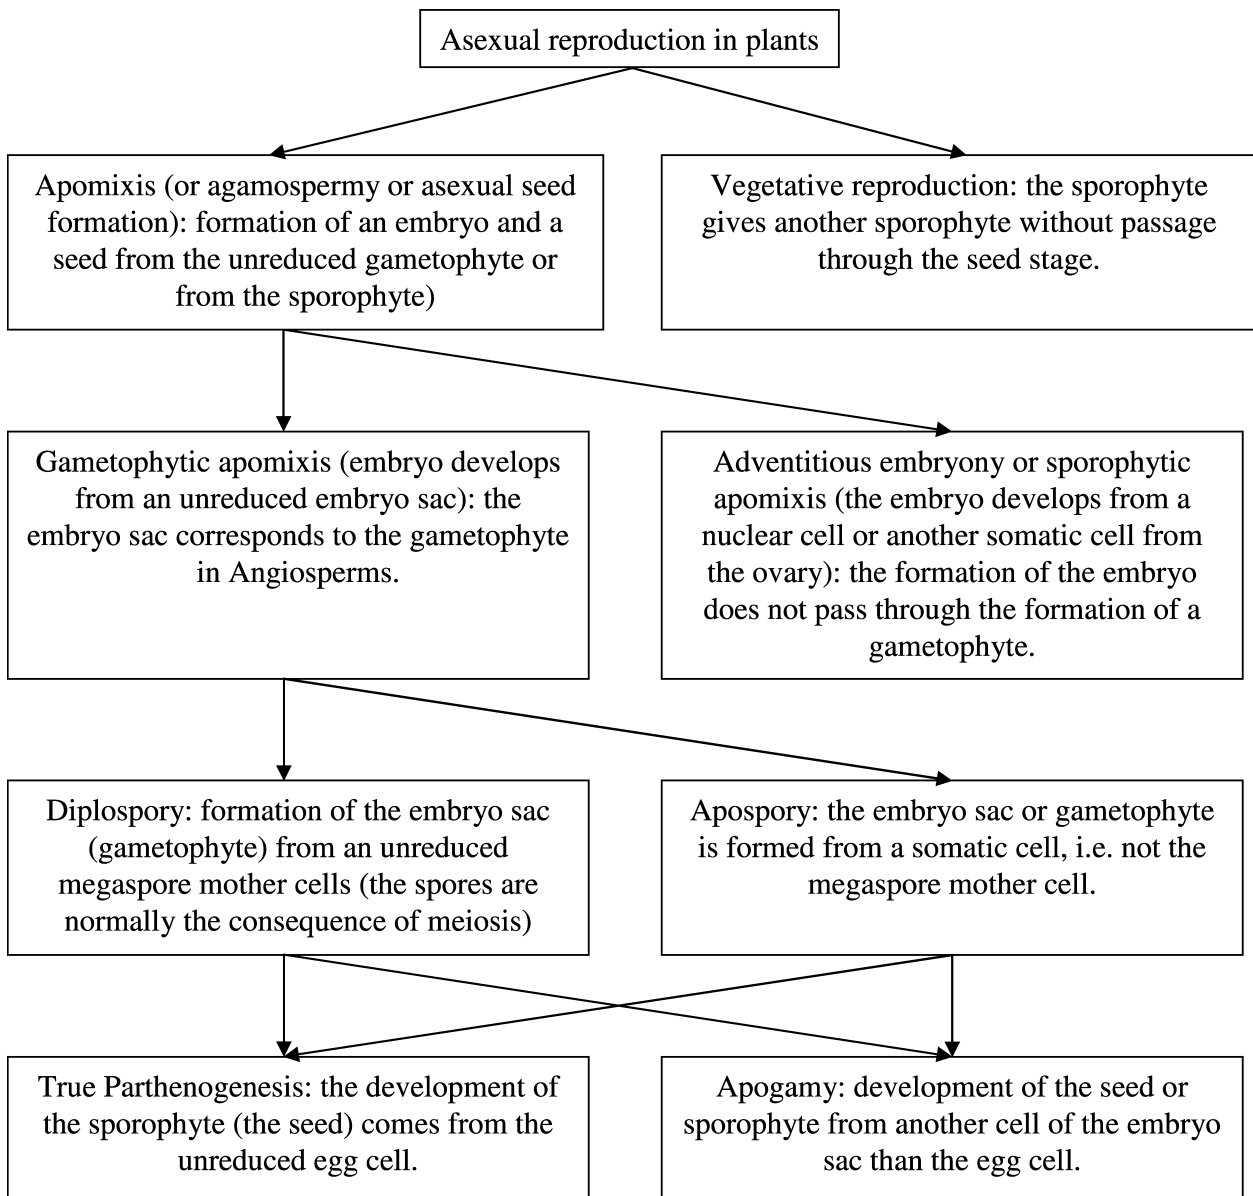 Asexual reproduction in plants
Apomixis (or agamospermy or asexual seed
formation): formation of an embryo and a
seed from the unreduced gametophyte or
from the sporophyte)
Vegetative reproduction: the sporophyte
gives another sporophyte without passage
through the seed stage.
Gametophytic apomixis (embryo develops
from an unreduced embryo sac): the
embryo sac corresponds to the gametophyte
in Angiosperms.
Adventitious embryony or sporophytic
apomixis (the embryo develops from a
nuclear cell or another somatic cell from
the ovary): the formation of the embryo
does not pass through the formation of a
gametophyte.
Diplospory: formation of the embryo sac
(gametophyte) from an unreduced
megaspore mother cells (the spores are
normally the consequence of meiosis)
Apospory: the embryo sac or gametophyte
is formed from a somatic cell, i.e. not the
megaspore mother cell.
True Parthenogenesis: the development of
the sporophyte (the seed) comes from the
unreduced egg cell.
Apogamy: development of the seed or
sporophyte from another cell of the embryo
sac than the egg cell.